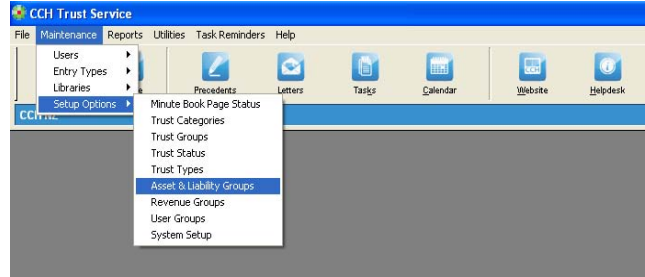 CCH Trust Service
File Maintenance Reports Utilities Task Reminders Help
Users
Entry Types
Libraries
Setup Options
Precedents Letters Tasks Calendar Website Helpdesk
Minute Book Page Status
Trust Categories
Trust Groups
Trust Status
Trust Types
Asset & Liability Groups
Revenue Groups
User Groups
System Setup